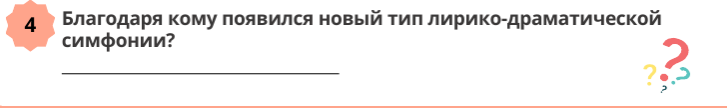 4
Благодаря кому появился новый тип лирико-драматической
симфонии?